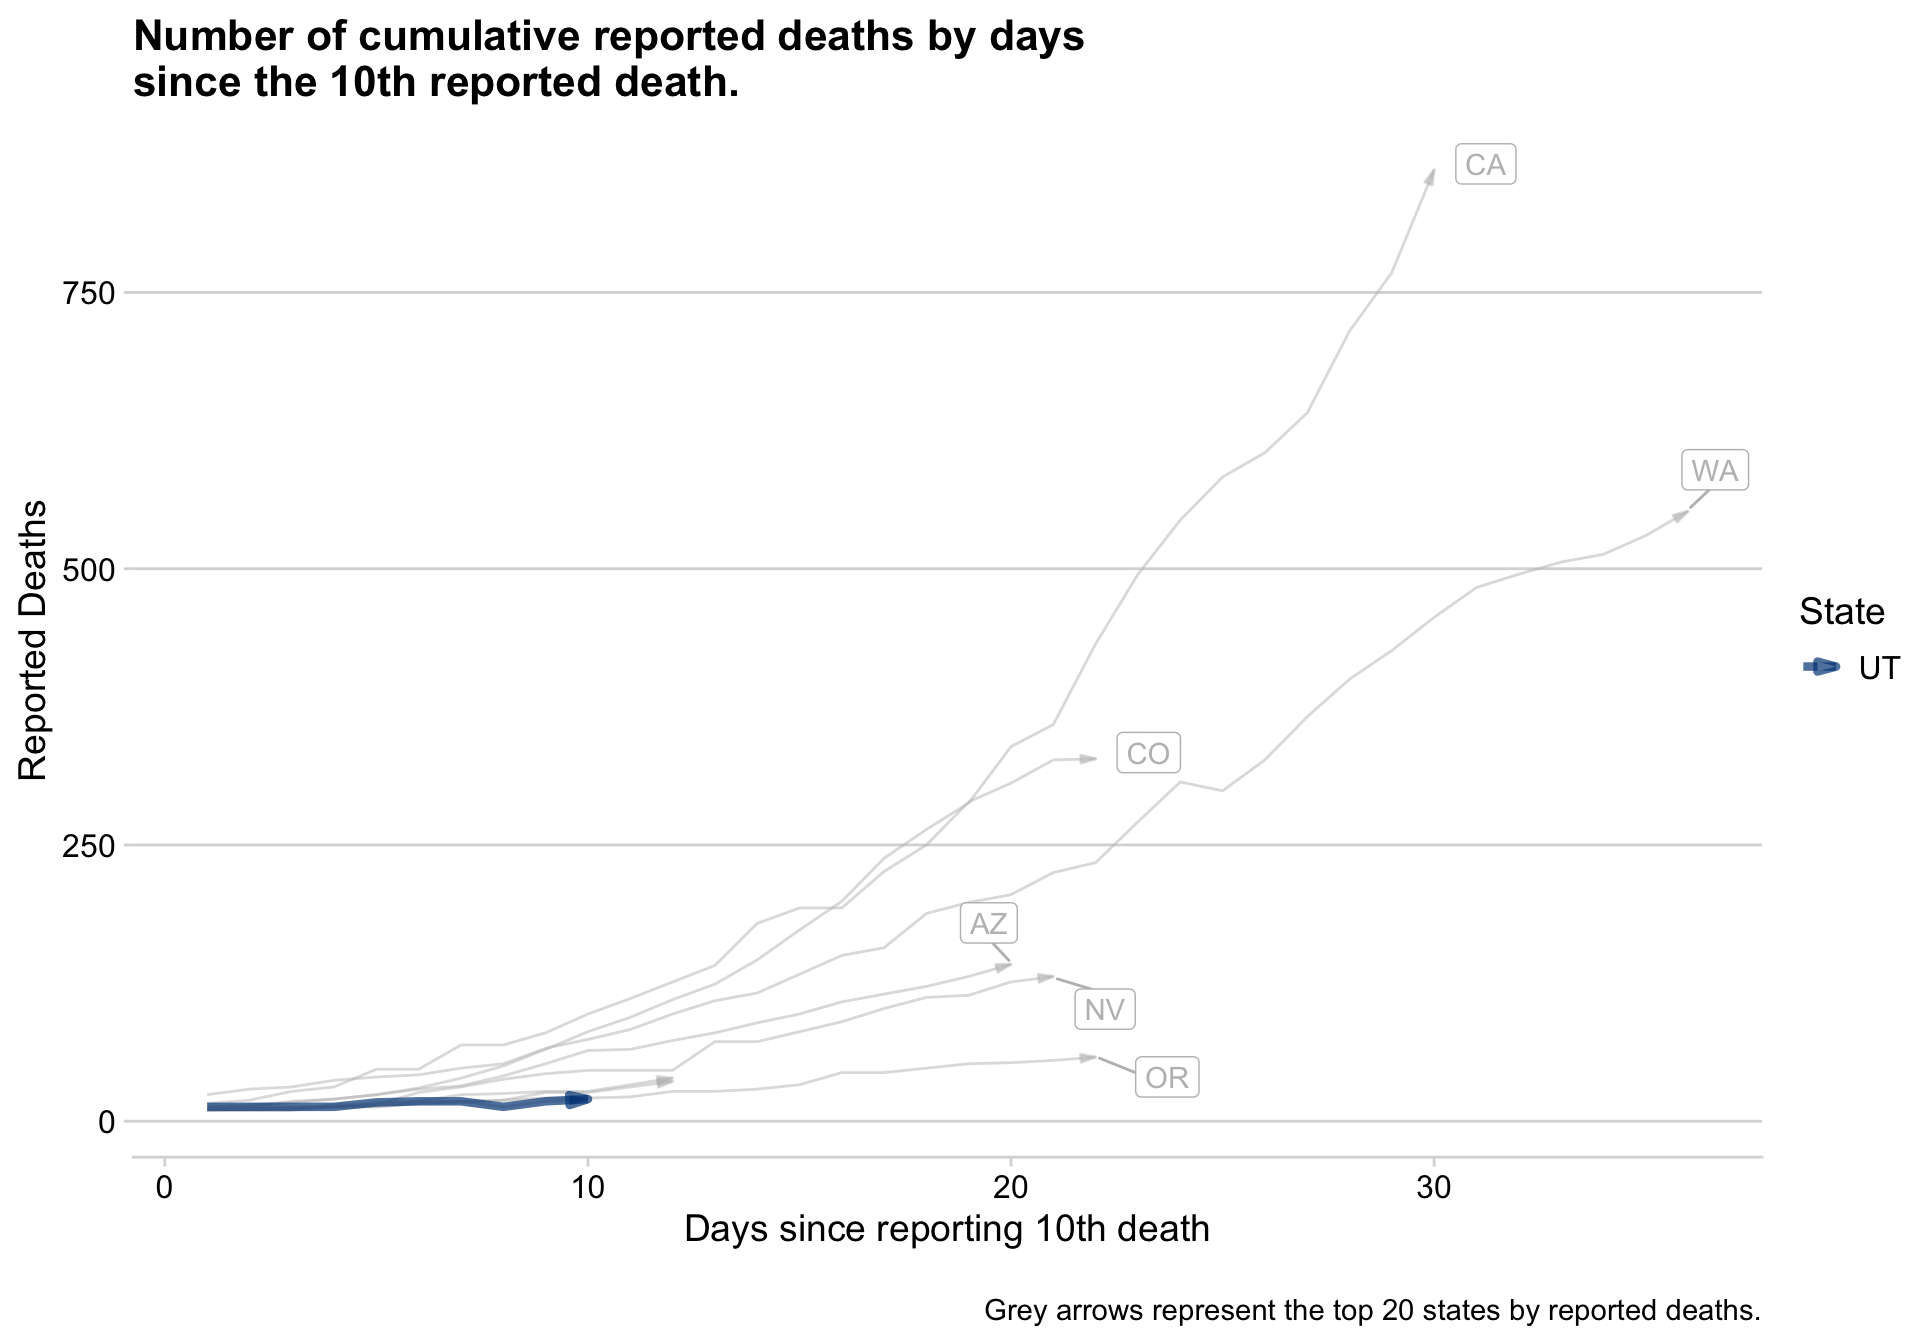 Number of cumulative reported deaths by days
since the 10th reported death.
CA
750
WA
500
Reported Deaths
State
UT
CO
250
AZ
NV
OR
0
0 10 20 30
Days since reporting 10th death
Grey arrows represent the top 20 states by reported deaths.